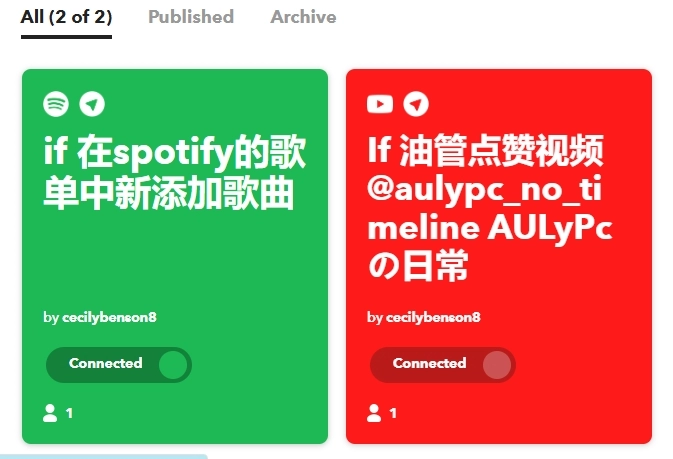 All (2 of 2) Published Archive
if 在spotify的歌
单中新添加歌曲
by cecilybenson8
Connected
1
If 油管点赞视频
@aulypc_no_ti
meline AULyPc
の日常
by cecilybenson8
Connected
1